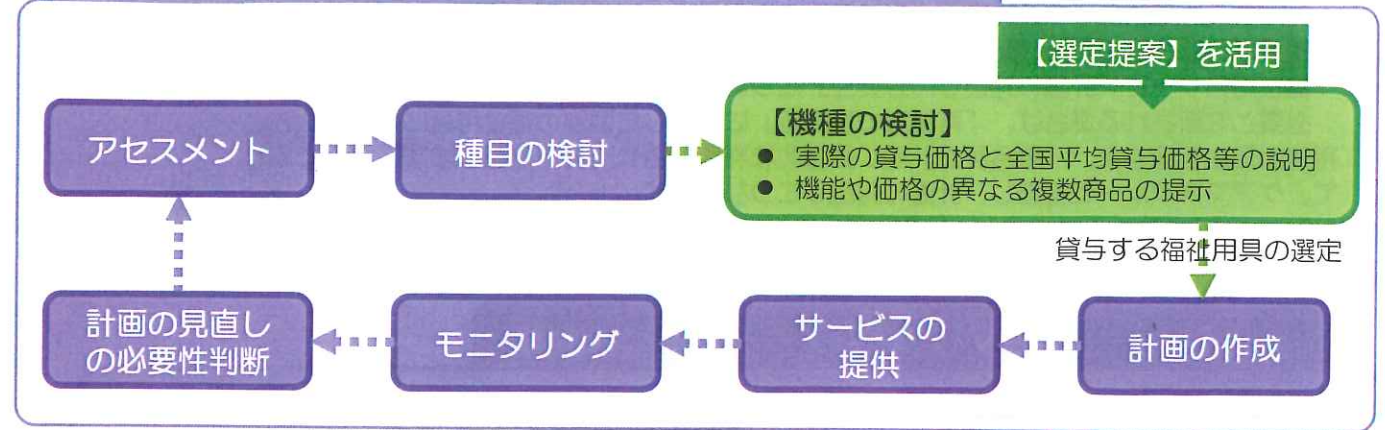 【選定提案】を活用
アセスメント
種目の検討
【機種の検討】
● 実際の貸与価格と全国平均貸与価格等の説明
● 機能や価格の異なる複数商品の提示
貸与する福祉用具の選定
計画の作成
サービスの
提供
モニタリング
計画の見直し
の必要性判断